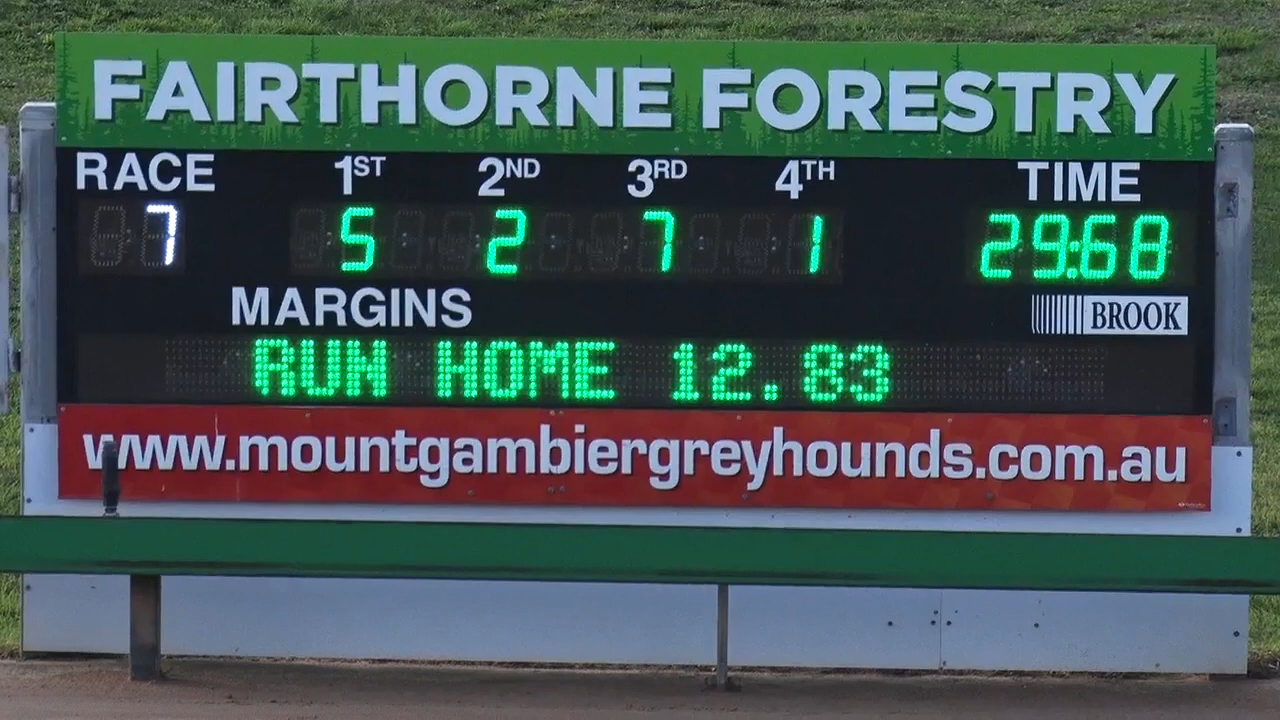 FAIRTHORNE FORESTRY
RACE 1ST 2ND 3RD 4TH TIME
7 5 2 7 1 29:68
MARGINS
BROOK
RUN HOME 12.83
www.mountgambiergreyhounds.com.au